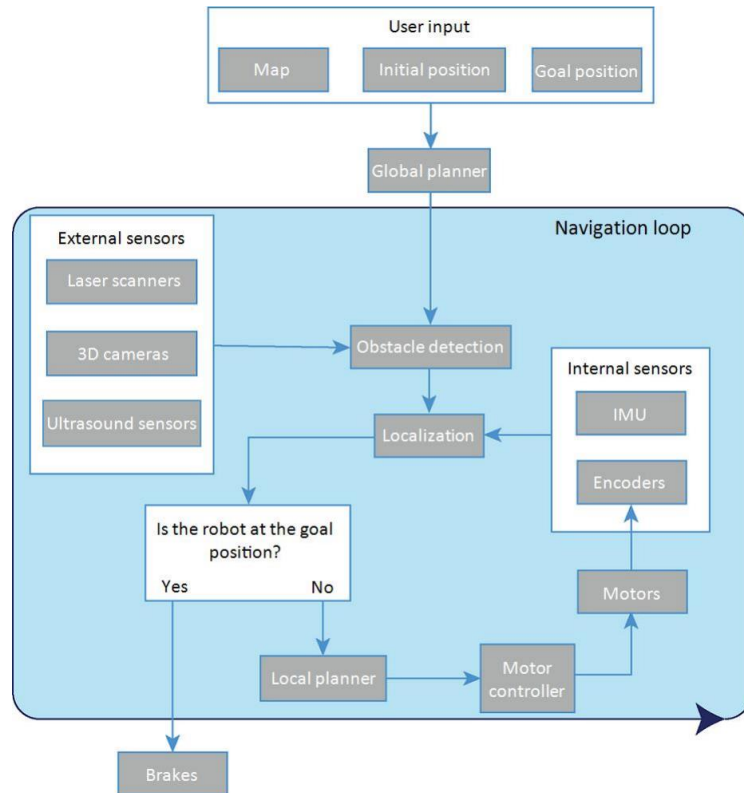 User input
Map
Initial position
Goal position
Global planner
Navigation loop
External sensors
Laser scanners
3D cameras
Ultrasound sensors
Obstacle detection
Localization
Internal sensors
IMU
Encoders
Is the robot at the goal
position?
Yes
No
Motors
Local planner
Motor
controller
Brakes